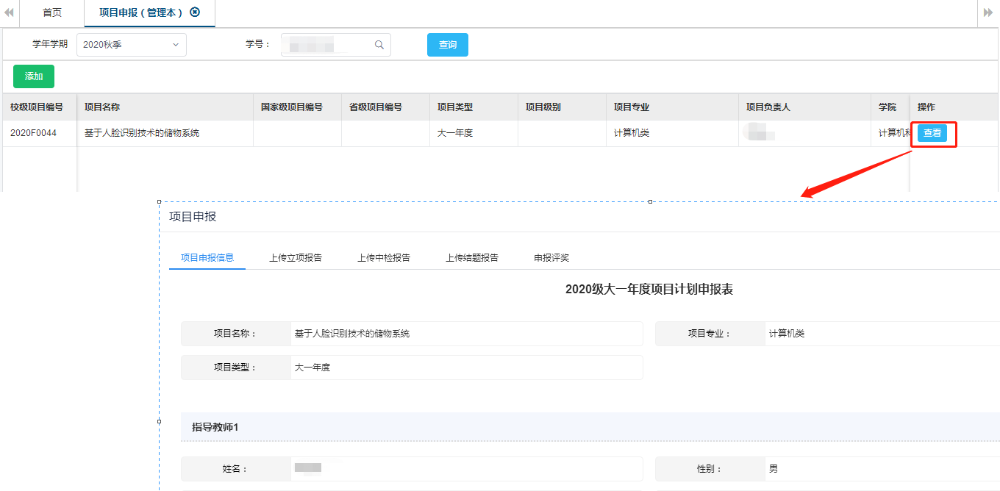 首页 项目申报（管理本）
学年学期 2020秋季 学号： 查询
添加
校级项目编号 项目名称 国家级项目编号 省级项目编号 项目类型 项目级别 项目专业 项目负责人 学院 操作
2020F0044 基于人脸识别技术的储物系统 大一年度 计算机类 计算机科 查看
项目申报
项目申报信息 上传立项报告 上传中检报告 上传结题报告 申报评奖
2020级大一年度项目计划申报表
项目名称： 基于人脸识别技术的储物系统 项目专业： 计算机类
项目类型： 大一年度
指导教师1
姓名： 性别： 男